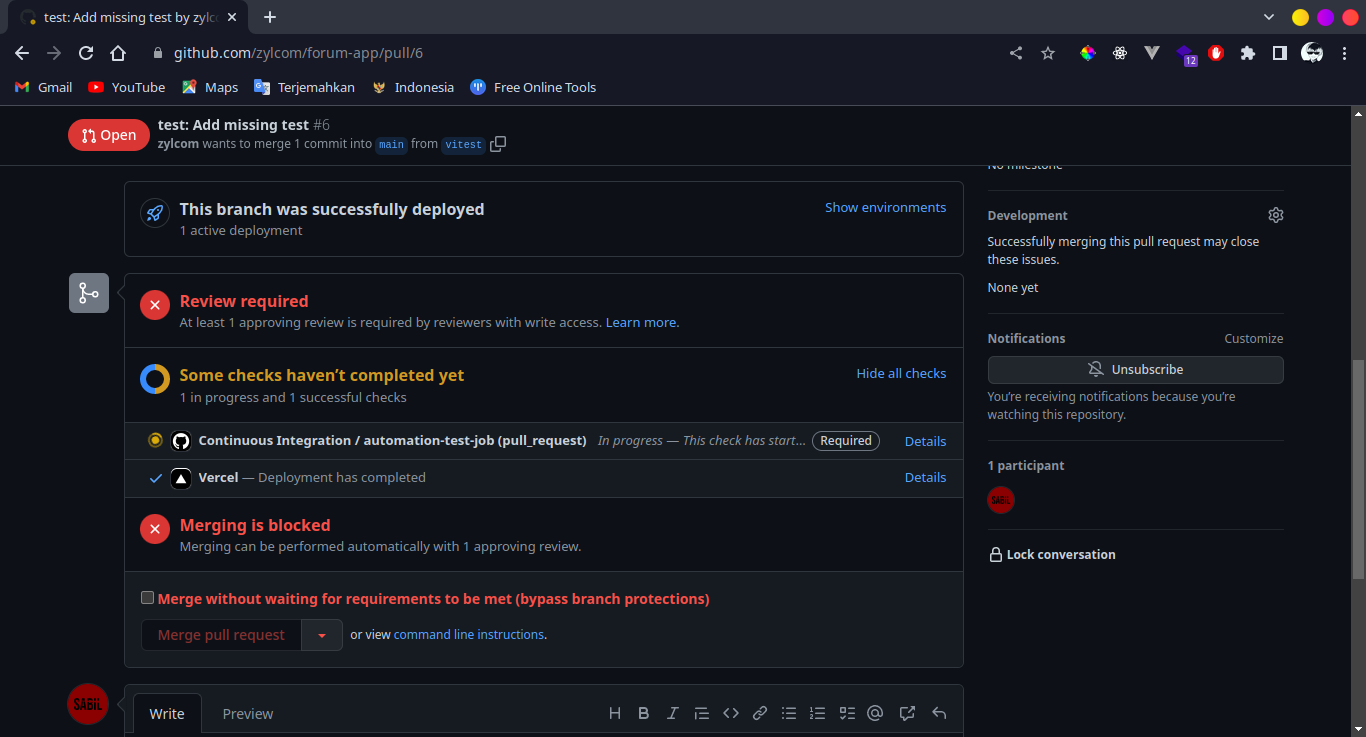 test: Add missing test by zylc
github.com/zylcom/forum-app/pull/6
12
Gmail
YouTube
Maps
Terjemahkan
Indonesia
Free Online Tools
Open
test: Add missing test #6
zylcom wants to merge 1 commit into main from vitest
No milestone
This branch was successfully deployed
Show environments
1 active deployment
Review required
At least 1 approving review is required by reviewers with write access. Learn more.
Some checks haven’t completed yet
Hide all checks
1 in progress and 1 successful checks
Continuous Integration / automation-test-job (pull_request) In progress — This check has start... Required Details
Vercel — Deployment has completed Details
Merging is blocked
Merging can be performed automatically with 1 approving review.
Merge without waiting for requirements to be met (bypass branch protections)
Merge pull request or view command line instructions.
SABIL
Write Preview
Development
Successfully merging this pull request may close
these issues.
None yet
Notifications Customize
Unsubscribe
You’re receiving notifications because you’re
watching this repository.
1 participant
SABIL
Lock conversation